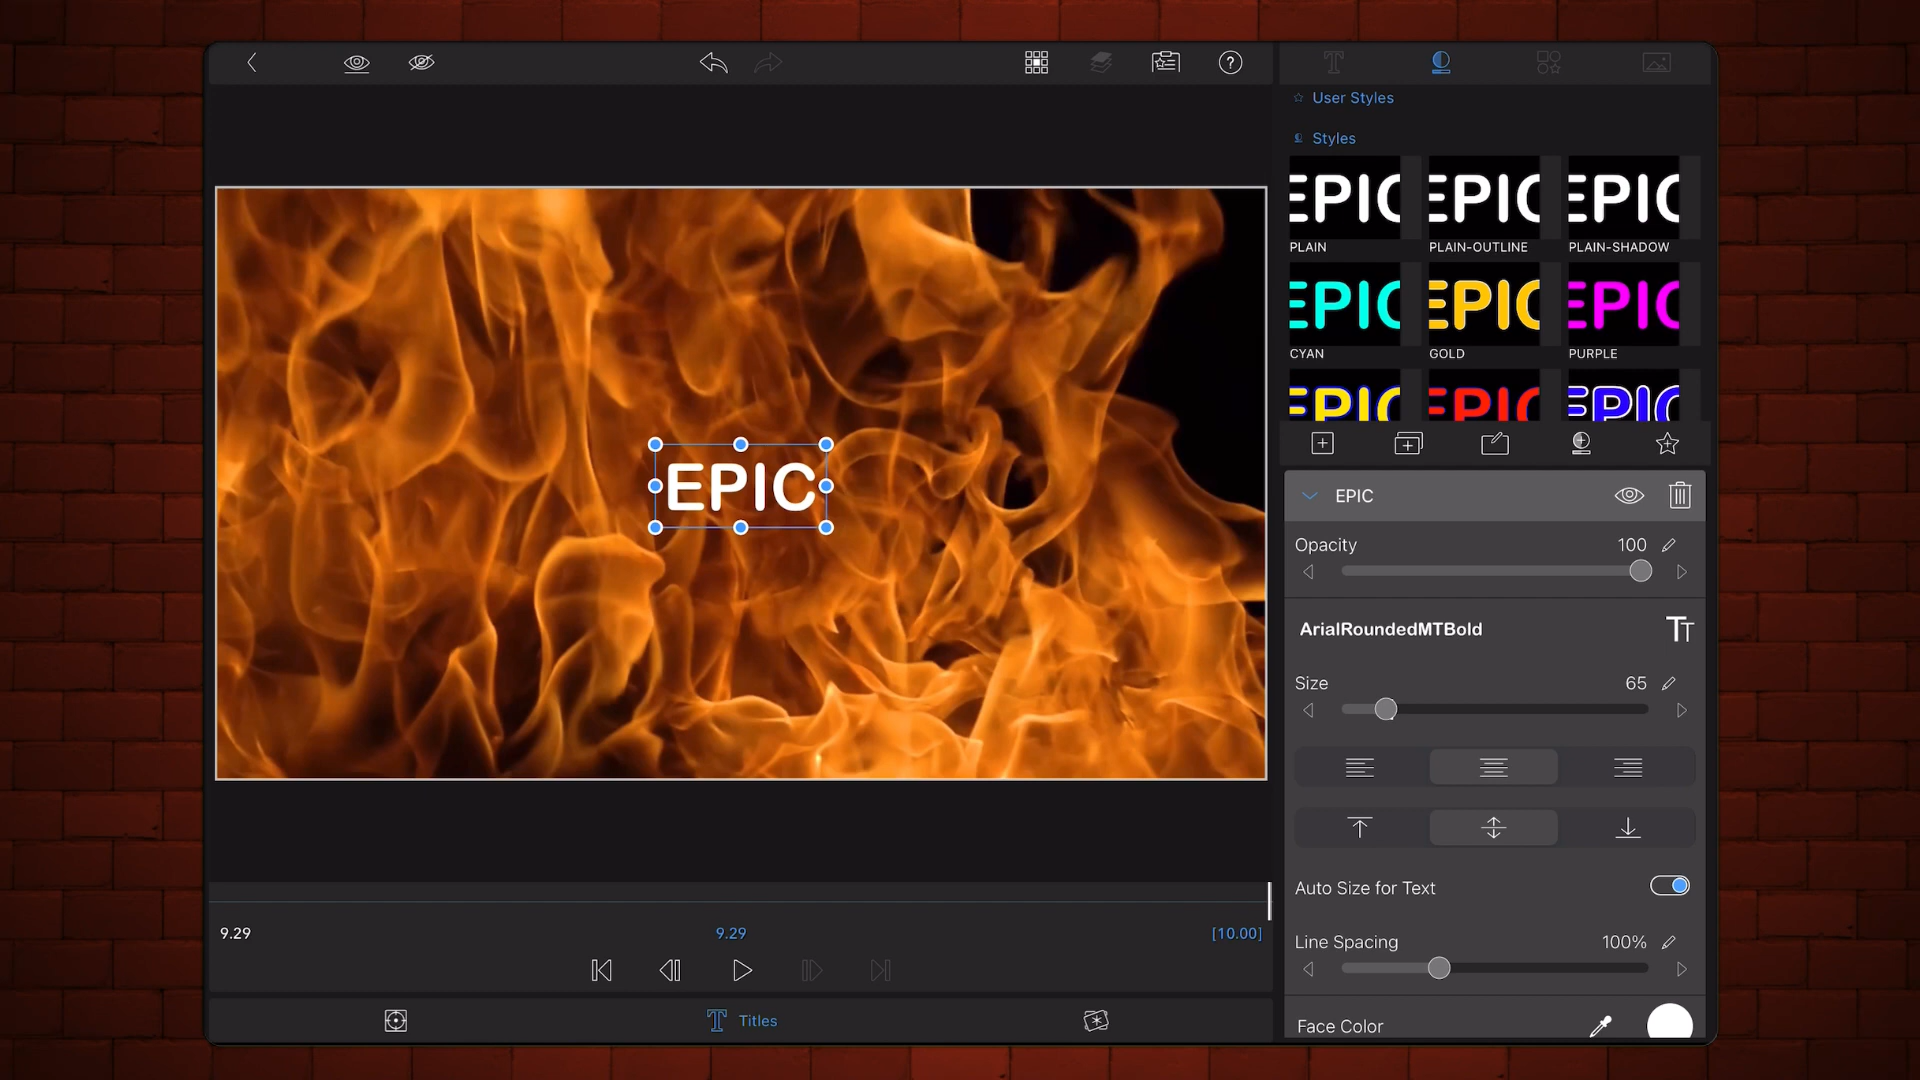 User Styles
Styles
EPIC EPIC EPIC
PLAIN PLAIN-OUTLINE PLAIN-SHADOW
EPIC EPIC EPIC
CYAN GOLD PURPLE
EPIC EPIC EPIC
EPIC
EPIC
Opacity 100
ArialRoundedMTBold
Size 65
Auto Size for Text
9.29 9.29 [10.00]
Line Spacing 100%
Titles
Face Color